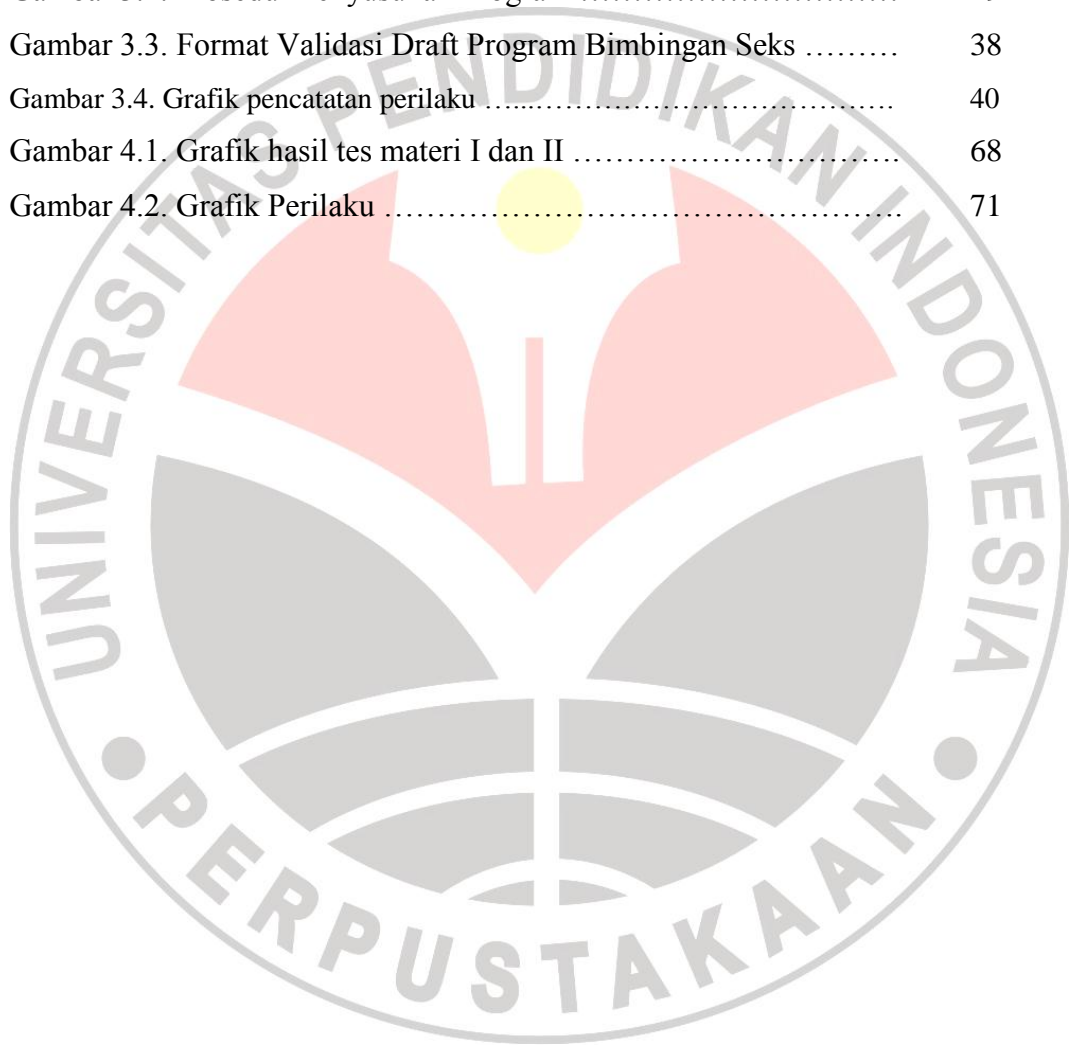 Gambar 3.3. Format Validasi Draft Program Bimbingan Seks ……… 38
Gambar 3.4. Grafik pencatatan perilaku …...………………………………. 40
Gambar 4.1. Grafik hasil tes materi I dan II …………………………. 68
Gambar 4.2. Grafik Perilaku …………………………………………. 71
UNIVERSITAS PENDIDIKAN INDONESIA
PERPUSTAKAAN